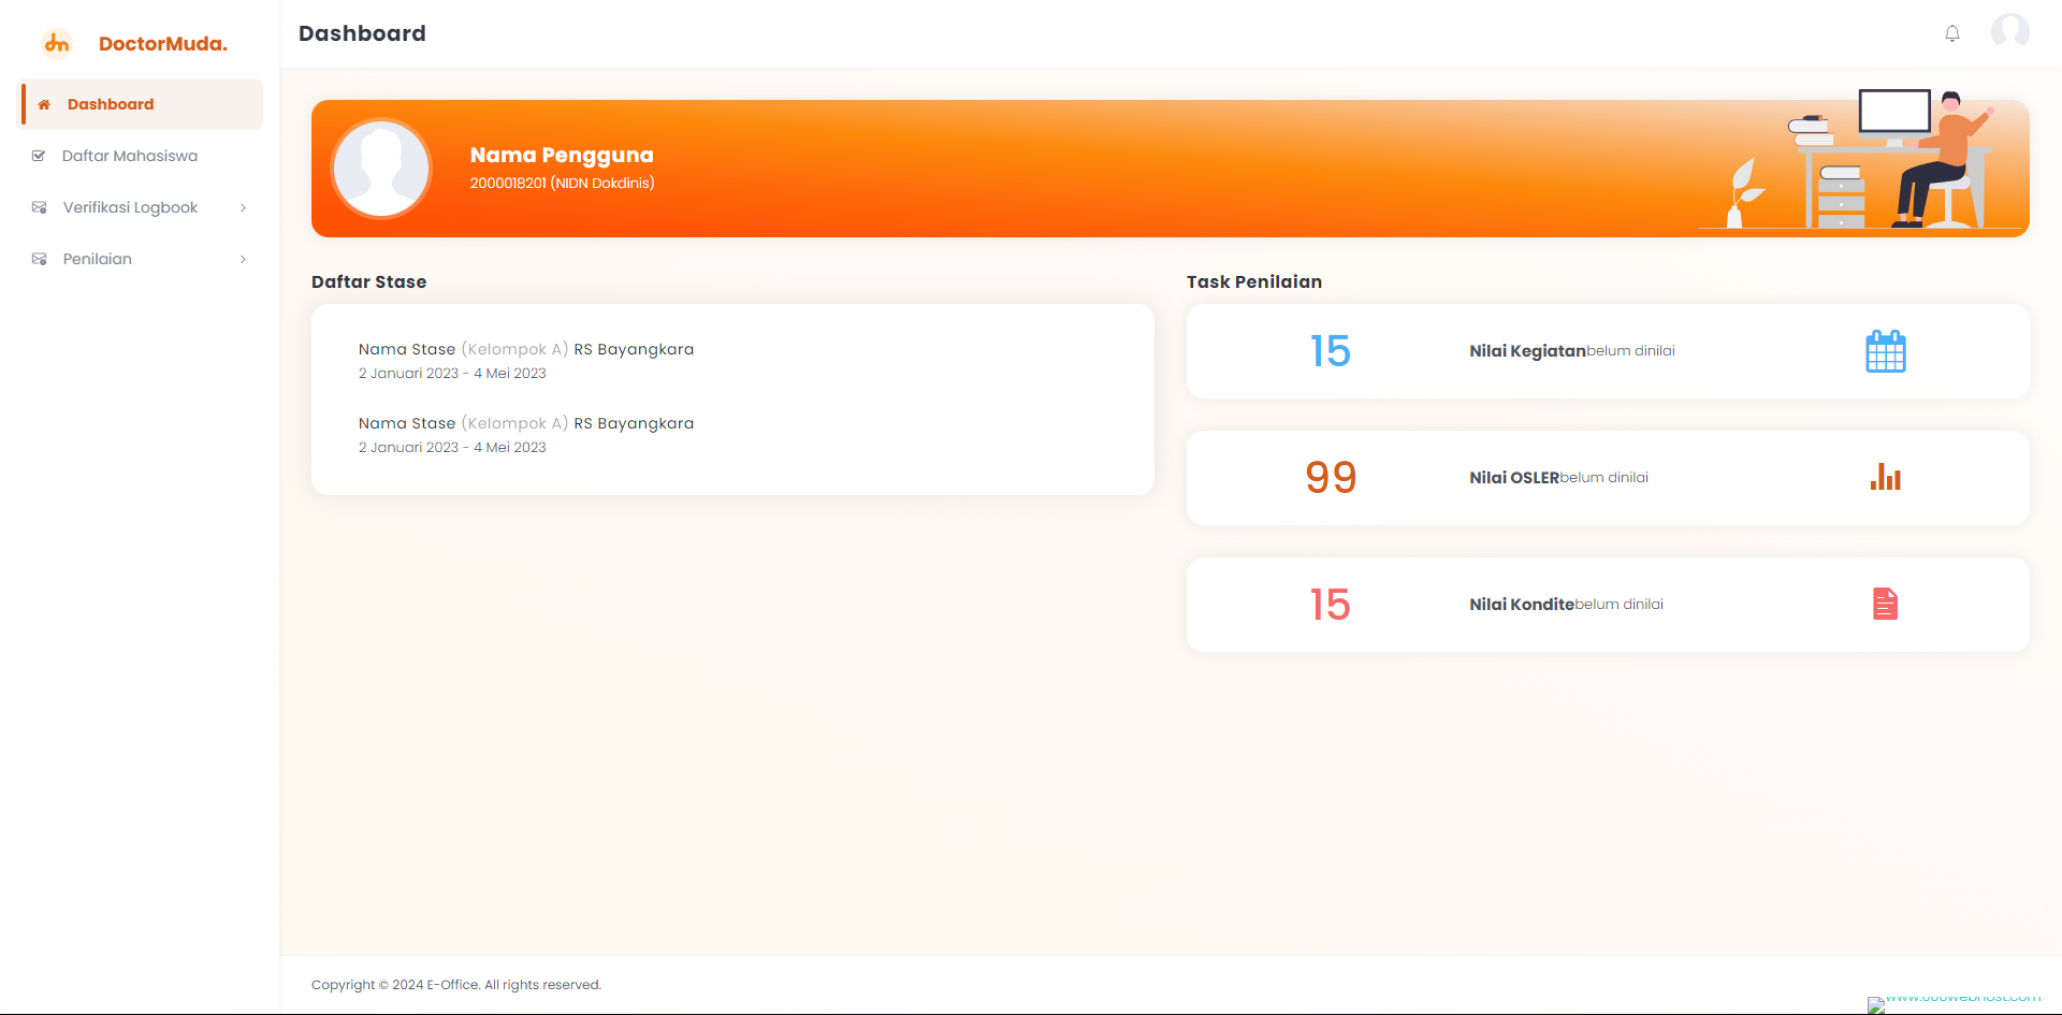 dm DoctorMuda.
Dashboard
Daftar Mahasiswa
Verifikasi Logbook
Penilaian
Dashboard
Nama Pengguna
2000018201 (NIDN Dokdinis)
Daftar Stase
Nama Stase (Kelompok A) RS Bayangkara
2 Januari 2023 - 4 Mei 2023
Nama Stase (Kelompok A) RS Bayangkara
2 Januari 2023 - 4 Mei 2023
Task Penilaian
15 Nilai Kegiatanbelum dinilai
99 Nilai OSLERbelum dinilai
15 Nilai Konditebelum dinilai
Copyright © 2024 E-Office. All rights reserved.
www.000webhost.com